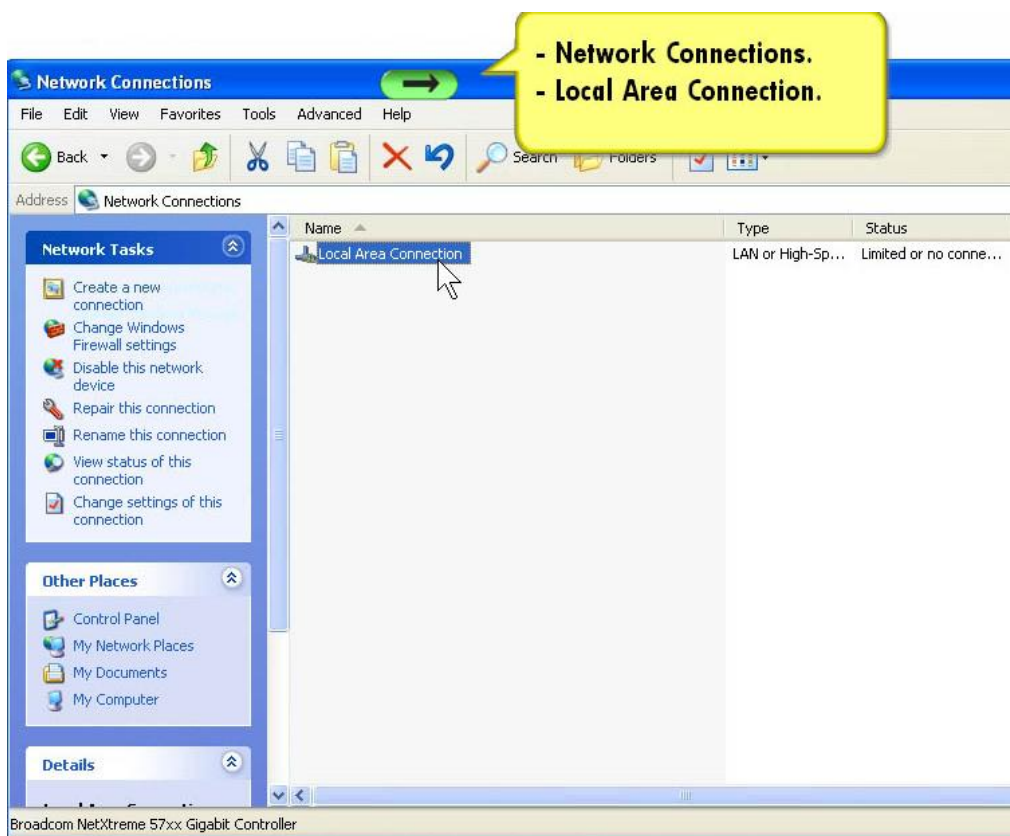 - Network Connections.
- Local Area Connection.
Network Connections
File Edit View Favorites Tools Advanced Help
Back Search Folders
Address Network Connections
Name Type Status
Local Area Connection LAN or High-Sp... Limited or no conne...
Network Tasks
Create a new
connection
Change Windows
Firewall settings
Disable this network
device
Repair this connection
Rename this connection
View status of this
connection
Change settings of this
connection
Other Places
Control Panel
My Network Places
My Documents
My Computer
Details
Broadcom NetXtreme 57xx Gigabit Controller